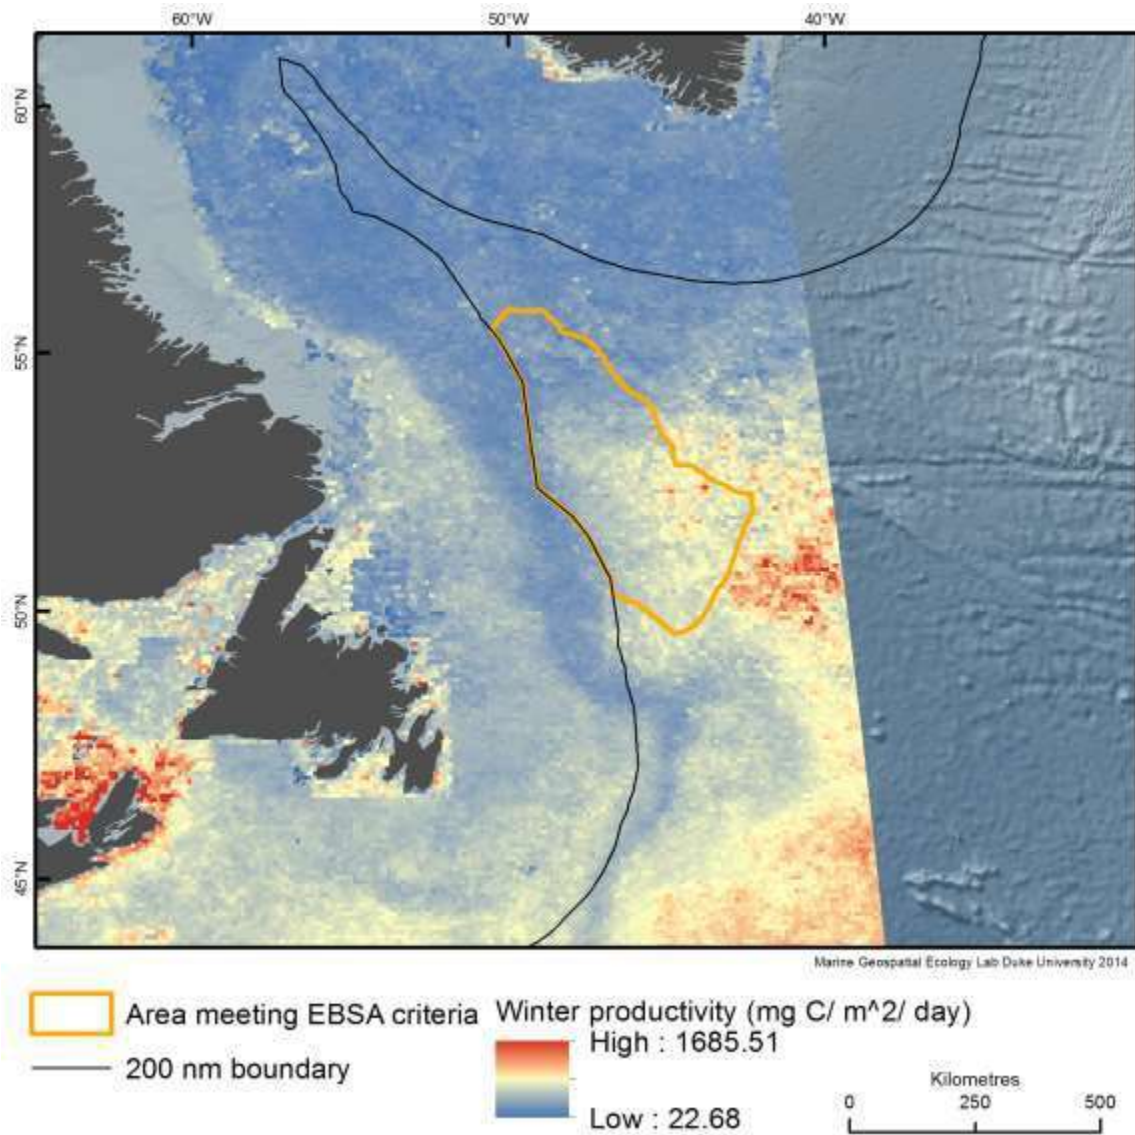 60°W 50°W 40°W
60°N
55°N
50°N
45°N
Marine Geospatial Ecology Lab Duke University 2014
Area meeting EBSA criteria
200 nm boundary
Winter productivity (mg C/ m^2/ day)
High : 1685.51
Low : 22.68
Kilometres
0 250 500